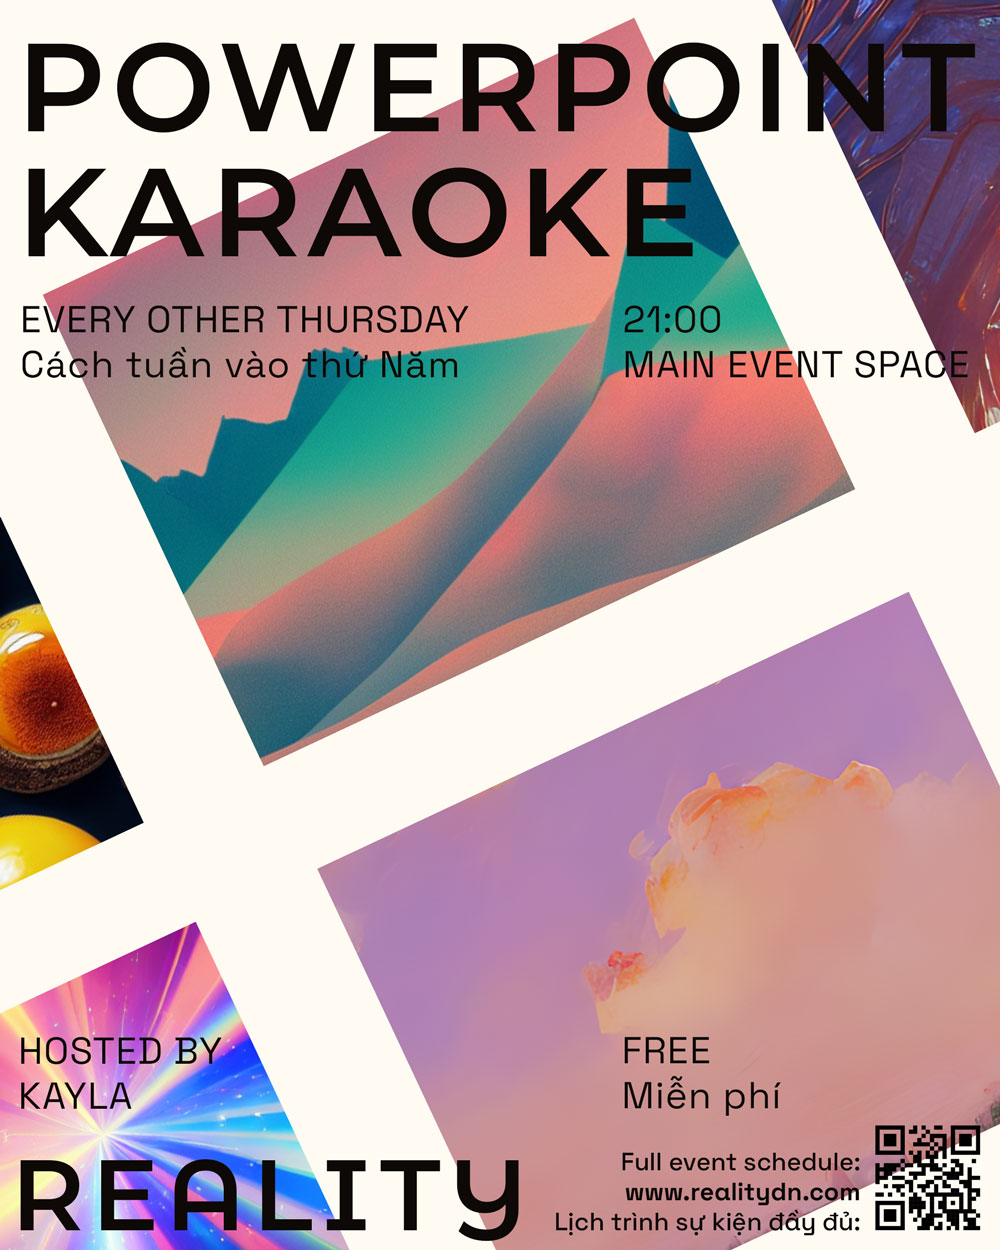 POWERPOINT
KARAOKE
EVERY OTHER THURSDAY
Cách tuần vào thứ Năm
21:00
MAIN EVENT SPACE
HOSTED BY
KAYLA
FREE
Miễn phí
REALITY
Full event schedule:
www.realitydn.com
Lịch trình sự kiện đầy đủ: